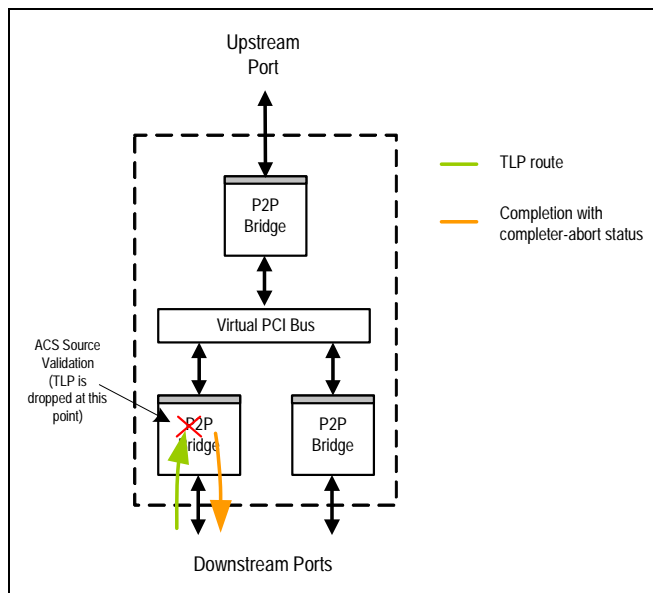 Upstream
Port
TLP route
P2P
Bridge
Completion with
completer-abort status
Virtual PCI Bus
ACS Source
Validation
(TLP is
dropped at this
point)
P2P
Bridge
P2P
Bridge
Downstream Ports